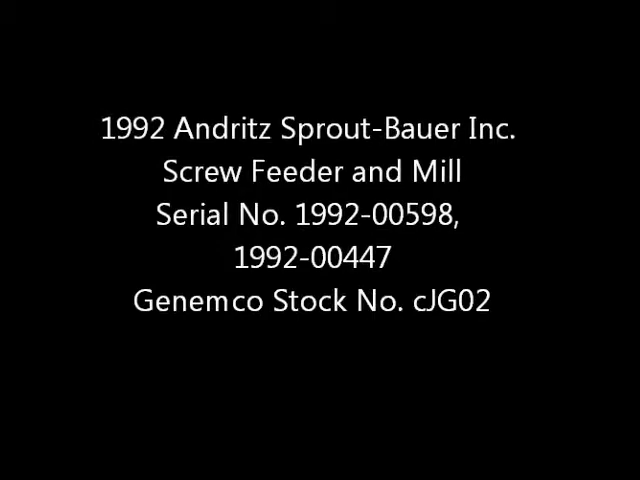 1992 Andritz Sprout-Bauer Inc.
Screw Feeder and Mill
Serial No. 1992-00598,
1992-00447
Genemco Stock No. cJG02